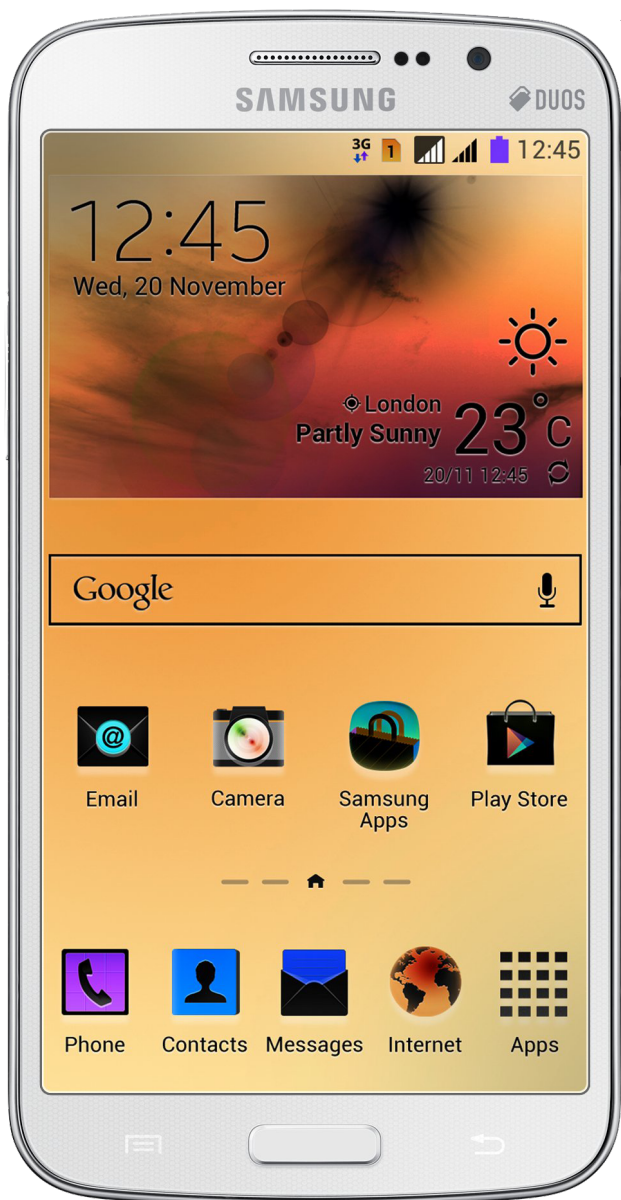 SAMSUNG
DUOS
3G 1 12:45
12:45
Wed, 20 November
London
Partly Sunny 23°C
20/11 12:45
Google
@
Email Camera Samsung Apps Play Store
Phone Contacts Messages Internet Apps